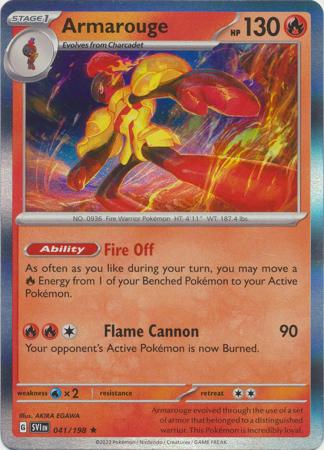 STAGE 1
Armarouge
HP 130
Evolves from Charcadet
NO. 0936 Fire Warrior Pokémon HT: 4'11" WT: 187.4 lbs.
Ability Fire Off
As often as you like during your turn, you may move a
Energy from 1 of your Benched Pokémon to your Active
Pokémon.
Flame Cannon 90
Your opponent's Active Pokémon is now Burned.
weakness ×2 resistance retreat
Illus. AKIRA EGAWA
G SVI EN 041/198 ★
Armarouge evolved through the use of a set
of armor that belonged to a distinguished
warrior. This Pokémon is incredibly loyal.
©2023 Pokémon / Nintendo / Creatures / GAME FREAK